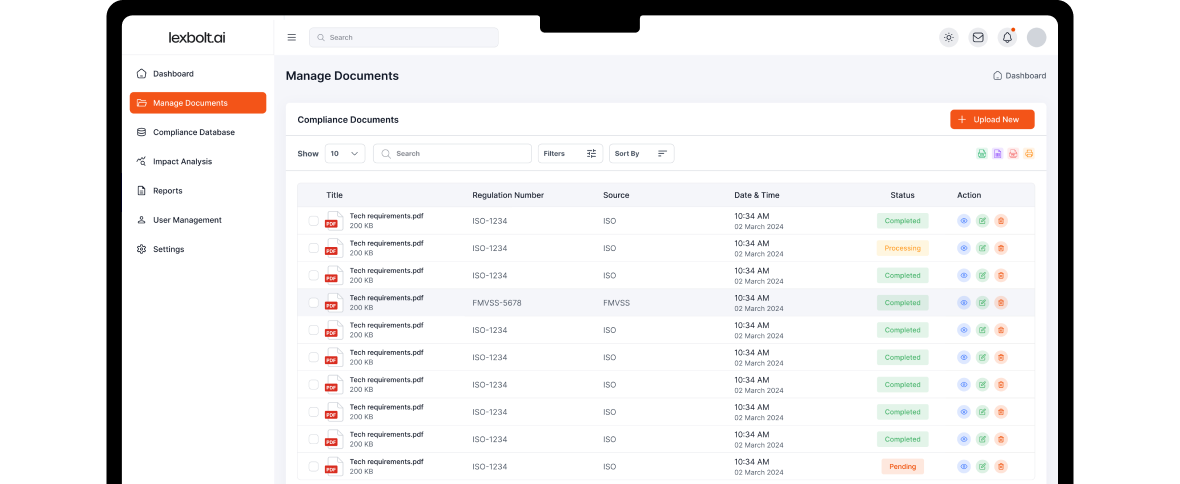 lexbolt.ai
Search
Dashboard
Manage Documents
Compliance Database
Impact Analysis
Reports
User Management
Settings
Manage Documents
Dashboard
Compliance Documents
Upload New
Show 10 Search Filters Sort By
Title Regulation Number Source Date & Time Status Action
PDF Tech requirements.pdf 200 KB ISO-1234 ISO 10:34 AM 02 March 2024 Completed
PDF Tech requirements.pdf 200 KB ISO-1234 ISO 10:34 AM 02 March 2024 Processing
PDF Tech requirements.pdf 200 KB ISO-1234 ISO 10:34 AM 02 March 2024 Completed
PDF Tech requirements.pdf 200 KB FMVSS-5678 FMVSS 10:34 AM 02 March 2024 Completed
PDF Tech requirements.pdf 200 KB ISO-1234 ISO 10:34 AM 02 March 2024 Completed
PDF Tech requirements.pdf 200 KB ISO-1234 ISO 10:34 AM 02 March 2024 Completed
PDF Tech requirements.pdf 200 KB ISO-1234 ISO 10:34 AM 02 March 2024 Completed
PDF Tech requirements.pdf 200 KB ISO-1234 ISO 10:34 AM 02 March 2024 Completed
PDF Tech requirements.pdf 200 KB ISO-1234 ISO 10:34 AM 02 March 2024 Completed
PDF Tech requirements.pdf 200 KB ISO-1234 ISO 10:34 AM 02 March 2024 Pending